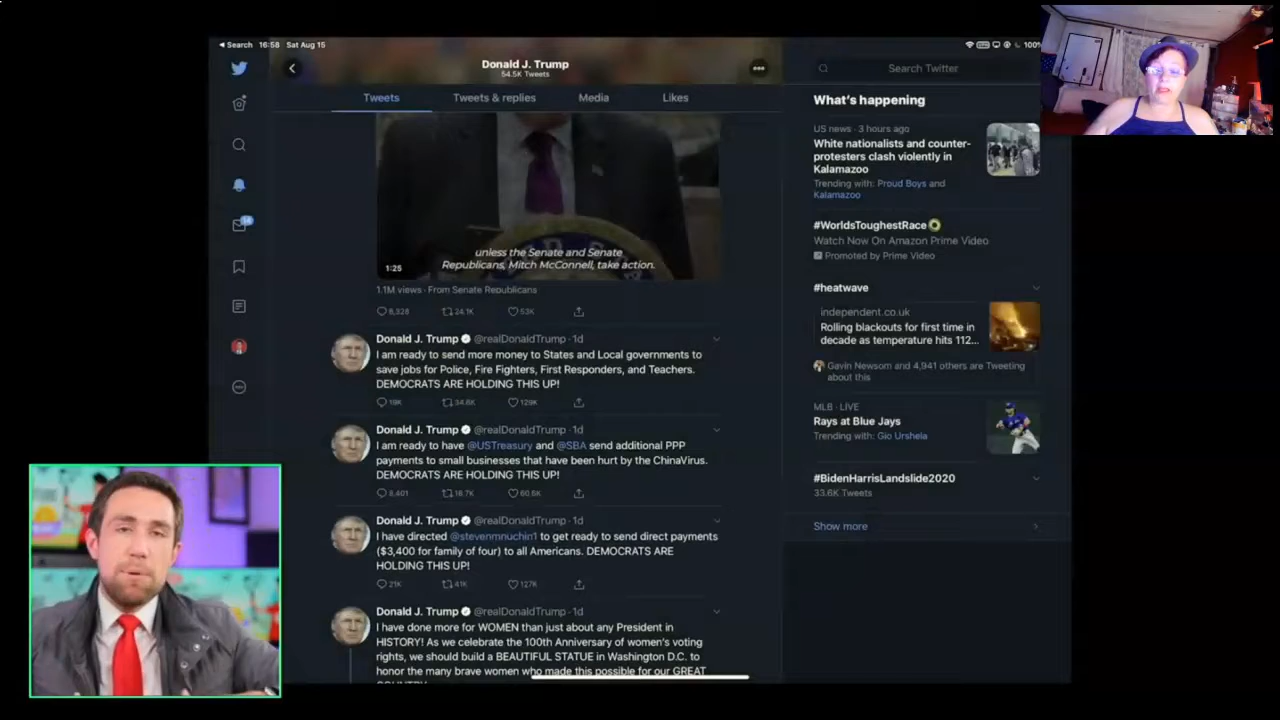 Search 16:58 Sat Aug 15
100%
Donald J. Trump
54.5K Tweets
Tweets
Tweets & replies
Media
Likes
unless the Senate and Senate
Republicans, Mitch McConnell, take action.
1:25
1.1M views · From Senate Republicans
24.1K
53K
Donald J. Trump @realDonaldTrump · 1d
I am ready to send more money to States and Local governments to
save jobs for Police, Fire Fighters, First Responders, and Teachers.
DEMOCRATS ARE HOLDING THIS UP!
19K
34.6K
129K
Donald J. Trump @realDonaldTrump · 1d
I am ready to have @USTreasury and @SBA send additional PPP
payments to small businesses that have been hurt by the ChinaVirus.
DEMOCRATS ARE HOLDING THIS UP!
16.7K
60.6K
Donald J. Trump @realDonaldTrump · 1d
I have directed @stevenmnuchin1 to get ready to send direct payments
($3,400 for family of four) to all Americans. DEMOCRATS ARE
HOLDING THIS UP!
21K
41K
127K
Donald J. Trump @realDonaldTrump · 1d
I have done more for WOMEN than just about any President in
HISTORY! As we celebrate the 100th Anniversary of women's voting
rights, we should build a BEAUTIFUL STATUE in Washington D.C. to
honor the many brave women who made this possible for our GREAT
Search Twitter
What's happening
US news · 3 hours ago
White nationalists and counter-
protesters clash violently in
Kalamazoo
Trending with: Proud Boys and
Kalamazoo
#WorldsToughestRace
Watch Now On Amazon Prime Video
Promoted by Prime Video
#heatwave
independent.co.uk
Rolling blackouts for first time in
decade as temperature hits 112...
Gavin Newsom and 4,941 others are Tweeting
about this
MLB · LIVE
Rays at Blue Jays
Trending with: Gio Urshela
#BidenHarrisLandslide2020
33.6K Tweets
Show more